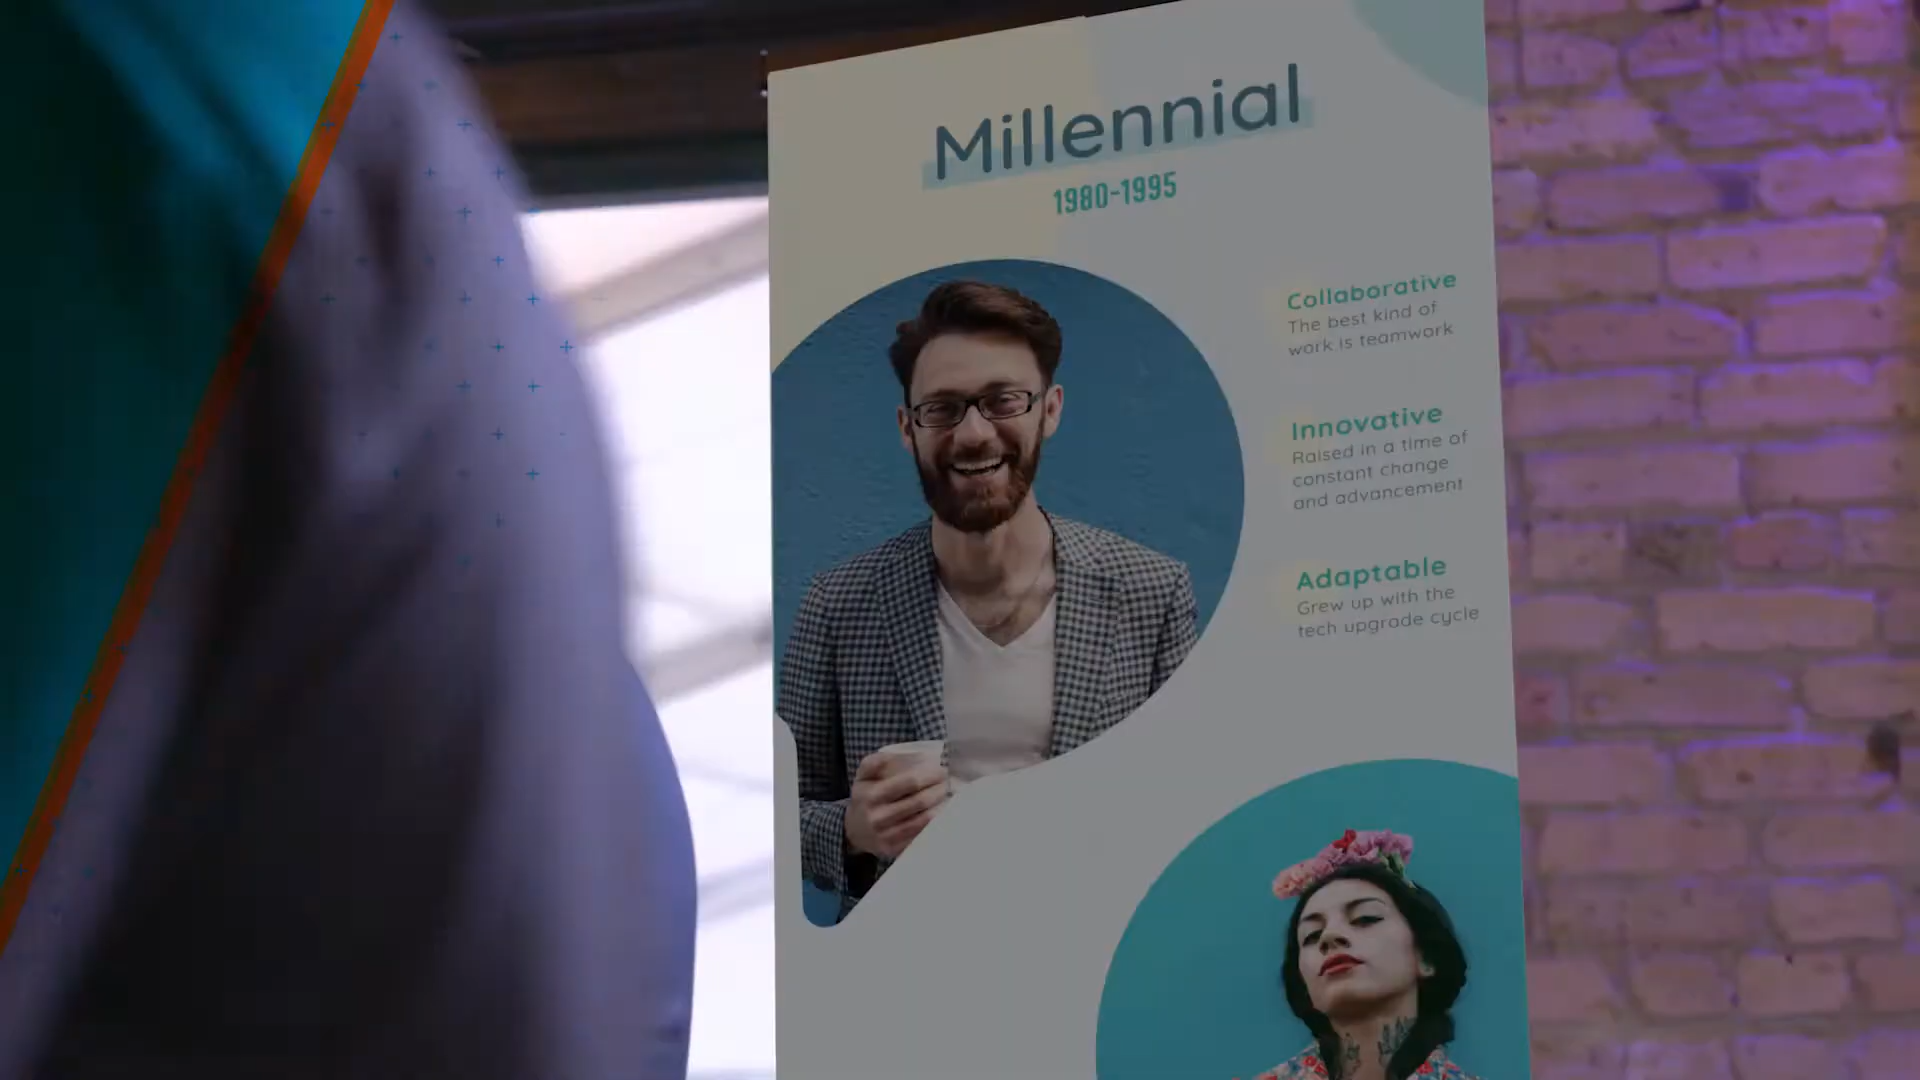 Millennial
1980-1995
Collaborative
The best kind of
work is teamwork
Innovative
Raised in a time of
constant change
and advancement
Adaptable
Grew up with the
tech upgrade cycle